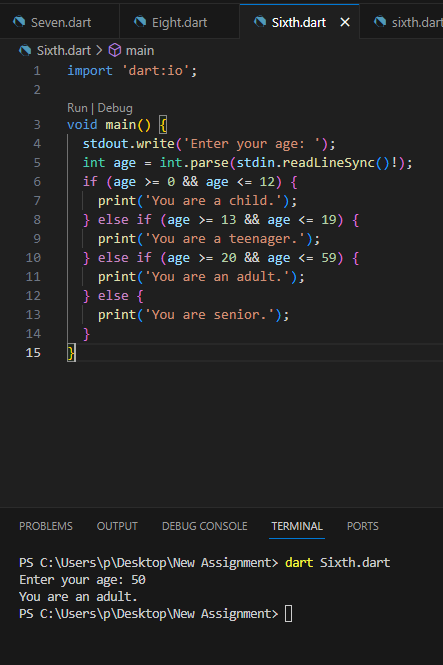 Seven.dart Eight.dart Sixth.dart × sixth.dar
Sixth.dart > main
1 import 'dart:io';
2
Run | Debug
3 void main() {
4   stdout.write('Enter your age: ');
5   int age = int.parse(stdin.readLineSync()!);
6   if (age >= 0 && age <= 12) {
7     print('You are a child.');
8   } else if (age >= 13 && age <= 19) {
9     print('You are a teenager.');
10   } else if (age >= 20 && age <= 59) {
11     print('You are an adult.');
12   } else {
13     print('You are senior.');
14   }
15 }
PROBLEMS OUTPUT DEBUG CONSOLE TERMINAL PORTS
PS C:\Users\p\Desktop\New Assignment> dart Sixth.dart
Enter your age: 50
You are an adult.
PS C:\Users\p\Desktop\New Assignment>